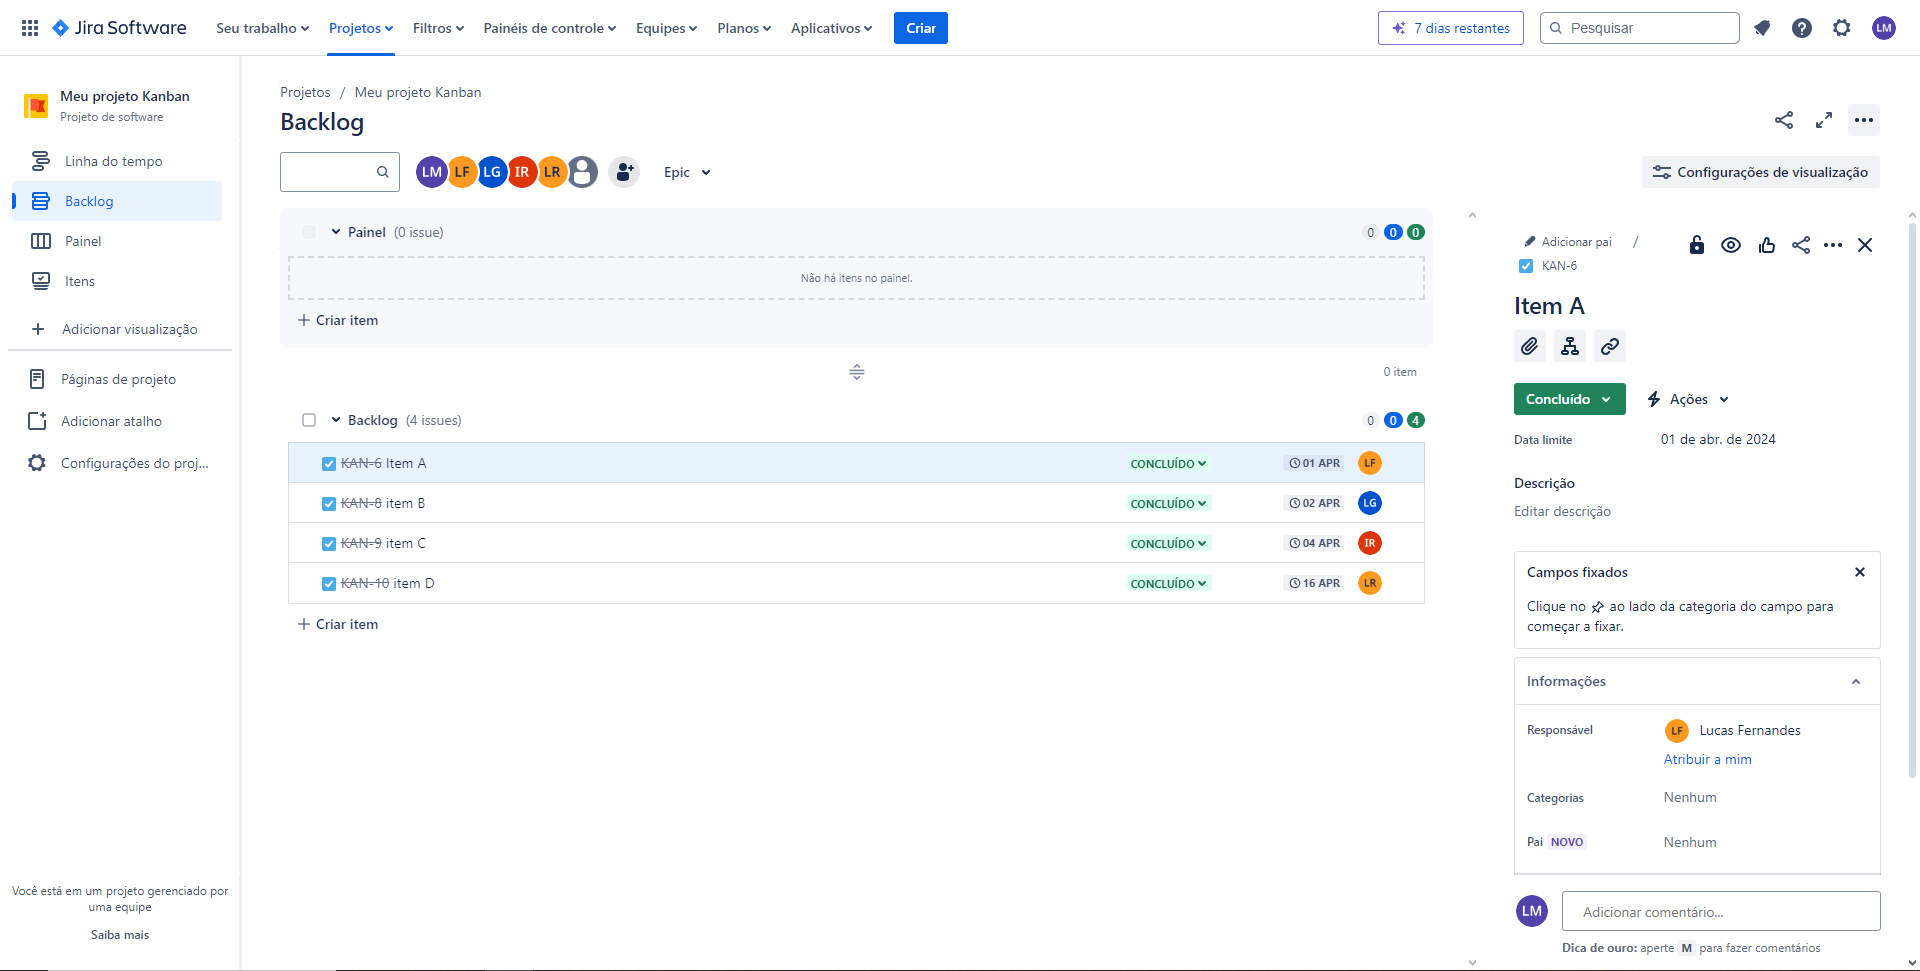 Jira Software
Seu trabalho
Projetos
Filtros
Painéis de controle
Equipes
Planos
Aplicativos
Criar
7 dias restantes
Pesquisar
LM
Meu projeto Kanban
Projeto de software
Linha do tempo
Backlog
Painel
Itens
Adicionar visualização
Páginas de projeto
Adicionar atalho
Configurações do proj...
Você está em um projeto gerenciado por
uma equipe
Saiba mais
Projetos / Meu projeto Kanban
Backlog
LM LF LG IR LR
Epic
Configurações de visualização
Painel (0 issue)
0 0 0
Não há itens no painel.
Criar item
0 item
Backlog (4 issues)
0 0 4
KAN-6 Item A CONCLUÍDO 01 APR LF
KAN-8 item B CONCLUÍDO 02 APR LG
KAN-9 item C CONCLUÍDO 04 APR IR
KAN-10 item D CONCLUÍDO 16 APR LR
Criar item
Adicionar pai /
KAN-6
Item A
Concluído
Ações
Data limite 01 de abr. de 2024
Descrição
Editar descrição
Campos fixados
Clique no ao lado da categoria do campo para
começar a fixar.
Informações
Responsável LF Lucas Fernandes
Atribuir a mim
Categorias Nenhum
Pai NOVO Nenhum
LM Adicionar comentário...
Dica de ouro: aperte M para fazer comentários